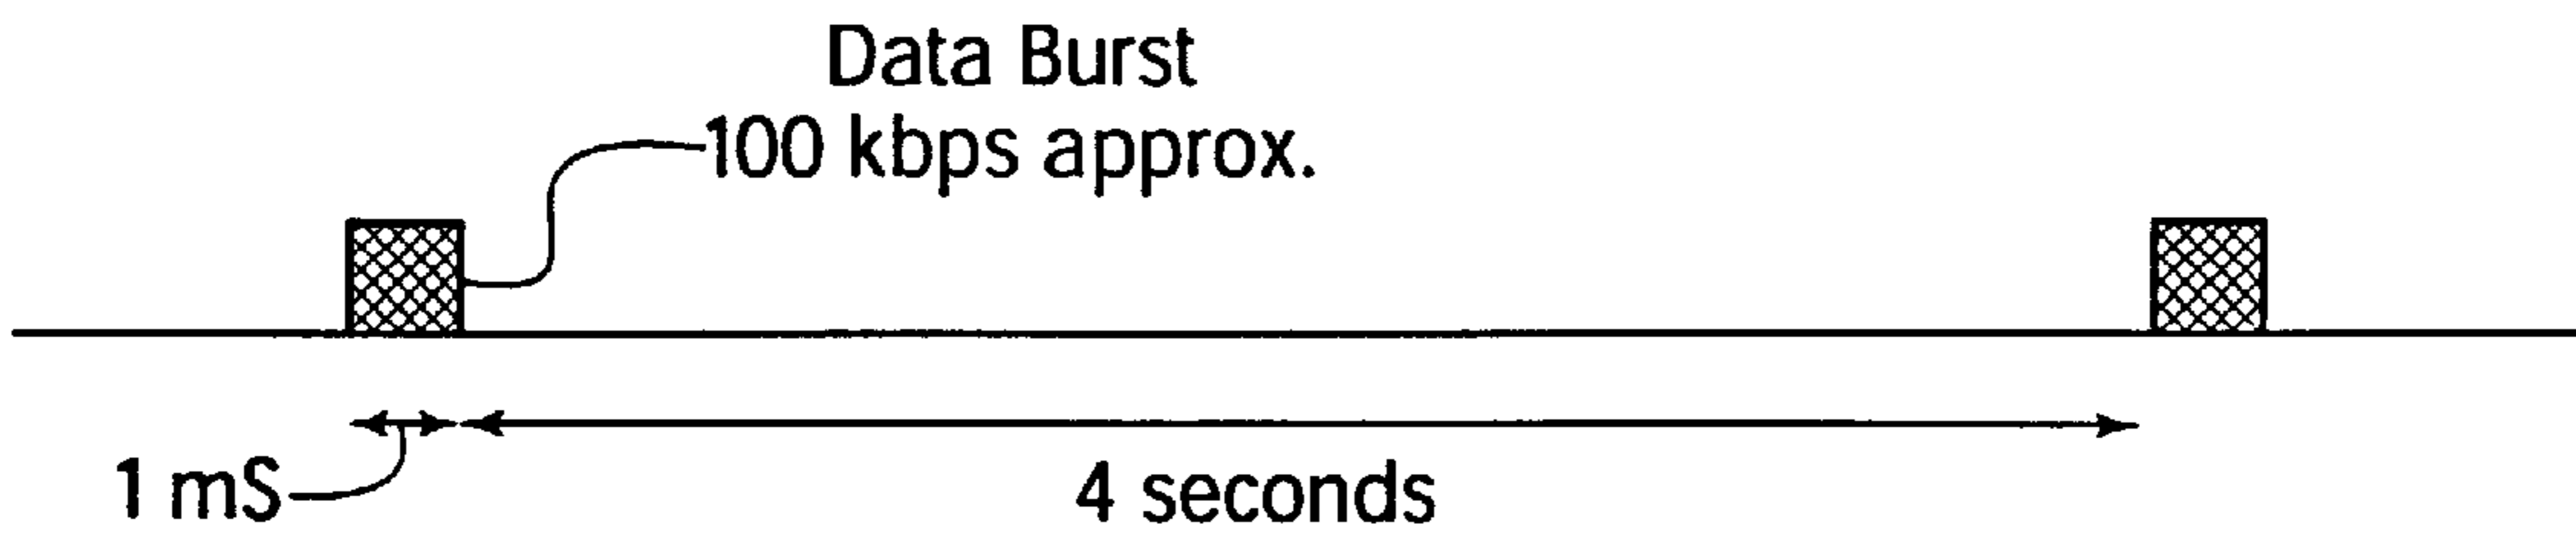 Data Burst
100 kbps approx.
1 mS
4 seconds